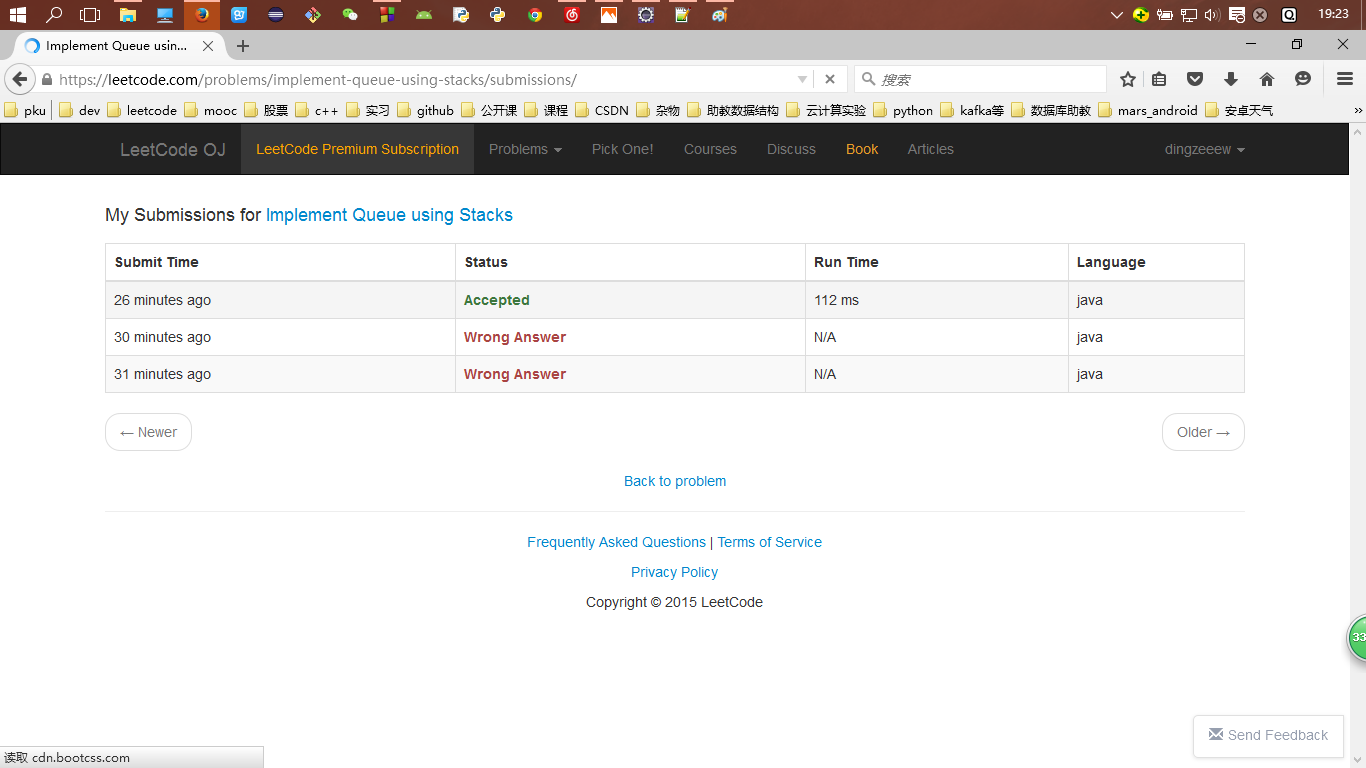 19:23
Implement Queue usin...
https://leetcode.com/problems/implement-queue-using-stacks/submissions/
搜索
pku dev leetcode mooc 股票 c++ 实习 github 公开课 课程 CSDN 杂物 助教数据结构 云计算实验 python kafka等 数据库助教 mars_android 安卓天气
LeetCode OJ LeetCode Premium Subscription Problems Pick One! Courses Discuss Book Articles dingzeeew
My Submissions for Implement Queue using Stacks
Submit Time Status Run Time Language
26 minutes ago Accepted 112 ms java
30 minutes ago Wrong Answer N/A java
31 minutes ago Wrong Answer N/A java
← Newer Older →
Back to problem
Frequently Asked Questions | Terms of Service
Privacy Policy
Copyright © 2015 LeetCode
33
Send Feedback
读取 cdn.bootcss.com